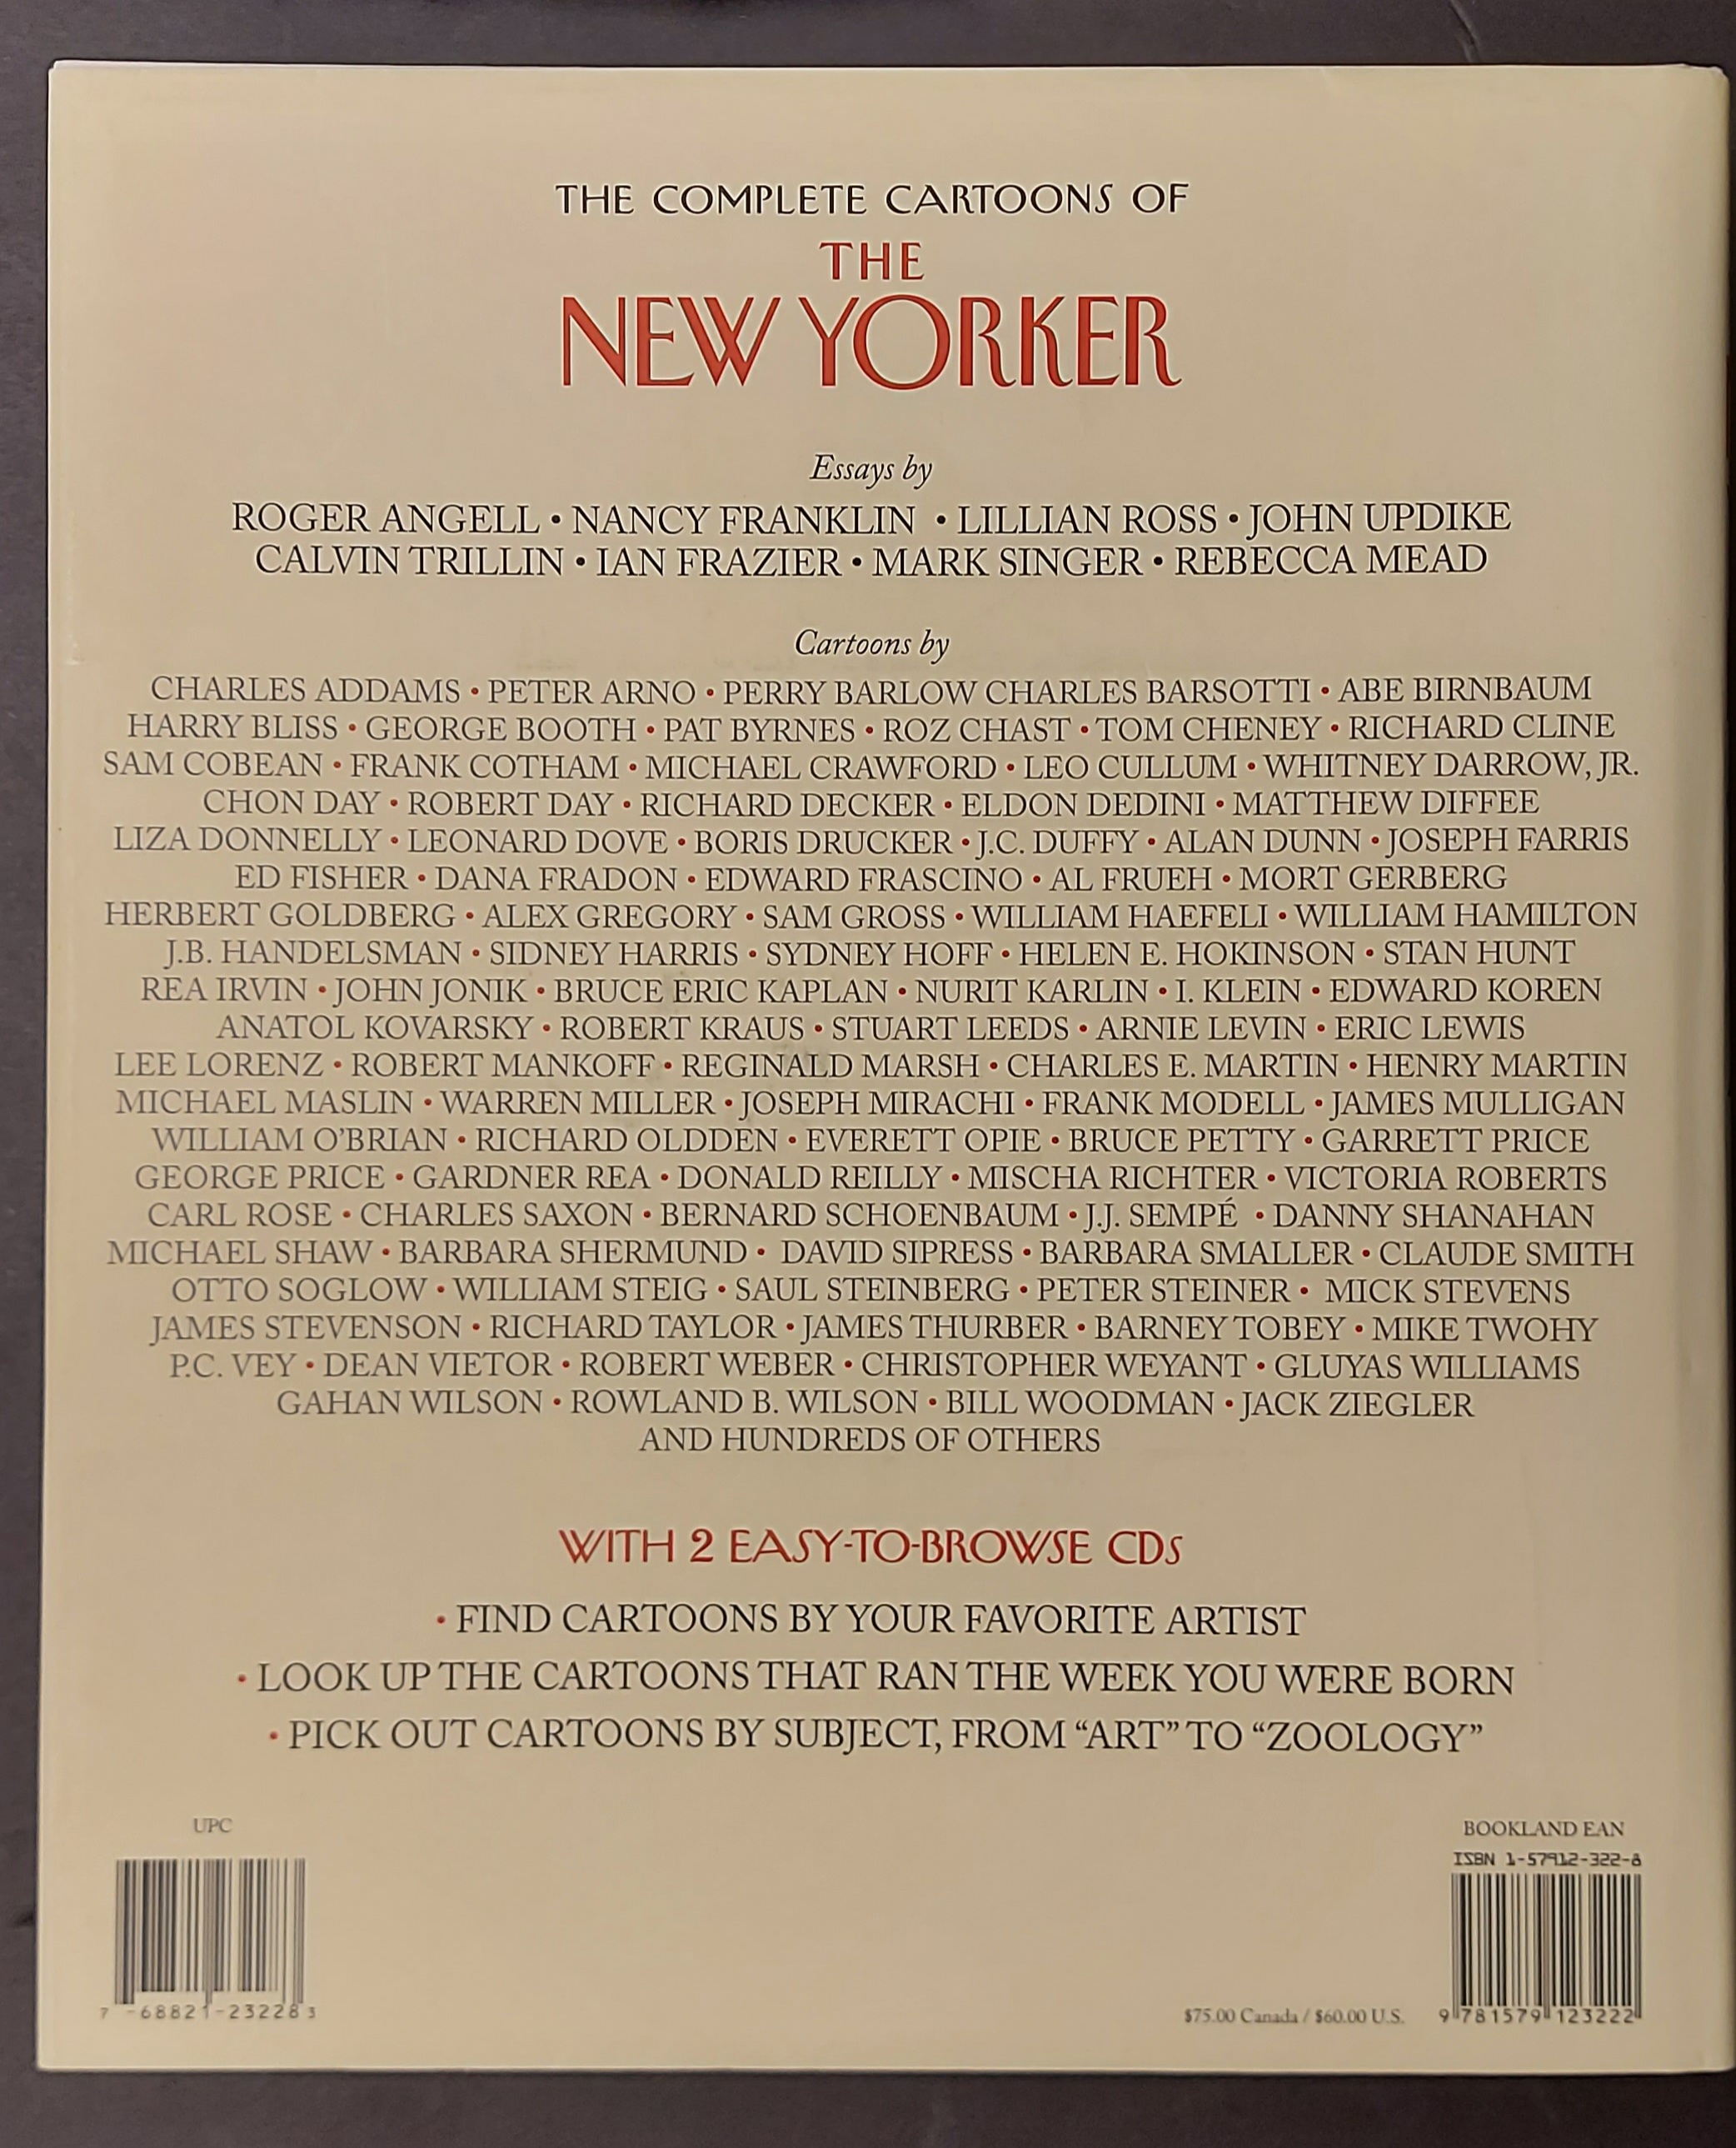 THE COMPLETE CARTOONS OF
THE
NEW YORKER
Essays by
ROGER ANGELL • NANCY FRANKLIN • LILLIAN ROSS • JOHN UPDIKE
CALVIN TRILLIN • IAN FRAZIER • MARK SINGER • REBECCA MEAD
Cartoons by
CHARLES ADDAMS • PETER ARNO • PERRY BARLOW CHARLES BARSOTTI • ABE BIRNBAUM
HARRY BLISS • GEORGE BOOTH • PAT BYRNES • ROZ CHAST • TOM CHENEY • RICHARD CLINE
SAM COBEAN • FRANK COTHAM • MICHAEL CRAWFORD • LEO CULLUM • WHITNEY DARROW, JR.
CHON DAY • ROBERT DAY • RICHARD DECKER • ELDON DEDINI • MATTHEW DIFFEE
LIZA DONNELLY • LEONARD DOVE • BORIS DRUCKER • J.C. DUFFY • ALAN DUNN • JOSEPH FARRIS
ED FISHER • DANA FRADON • EDWARD FRASCINO • AL FRUEH • MORT GERBERG
HERBERT GOLDBERG • ALEX GREGORY • SAM GROSS • WILLIAM HAEFELI • WILLIAM HAMILTON
J.B. HANDELSMAN • SIDNEY HARRIS • SYDNEY HOFF • HELEN E. HOKINSON • STAN HUNT
REA IRVIN • JOHN JONIK • BRUCE ERIC KAPLAN • NURIT KARLIN • I. KLEIN • EDWARD KOREN
ANATOL KOVARSKY • ROBERT KRAUS • STUART LEEDS • ARNIE LEVIN • ERIC LEWIS
LEE LORENZ • ROBERT MANKOFF • REGINALD MARSH • CHARLES E. MARTIN • HENRY MARTIN
MICHAEL MASLIN • WARREN MILLER • JOSEPH MIRACHI • FRANK MODELL • JAMES MULLIGAN
WILLIAM O'BRIAN • RICHARD OLDDEN • EVERETT OPIE • BRUCE PETTY • GARRETT PRICE
GEORGE PRICE • GARDNER REA • DONALD REILLY • MISCHA RICHTER • VICTORIA ROBERTS
CARL ROSE • CHARLES SAXON • BERNARD SCHOENBAUM • J.J. SEMPÉ • DANNY SHANAHAN
MICHAEL SHAW • BARBARA SHERMUND • DAVID SIPRESS • BARBARA SMALLER • CLAUDE SMITH
OTTO SOGLOW • WILLIAM STEIG • SAUL STEINBERG • PETER STEINER • MICK STEVENS
JAMES STEVENSON • RICHARD TAYLOR • JAMES THURBER • BARNEY TOBEY • MIKE TWOHY
P.C. VEY • DEAN VIETOR • ROBERT WEBER • CHRISTOPHER WEYANT • GLUYAS WILLIAMS
GAHAN WILSON • ROWLAND B. WILSON • BILL WOODMAN • JACK ZIEGLER
AND HUNDREDS OF OTHERS
WITH 2 EASY-TO-BROWSE CDs
• FIND CARTOONS BY YOUR FAVORITE ARTIST
• LOOK UP THE CARTOONS THAT RAN THE WEEK YOU WERE BORN
• PICK OUT CARTOONS BY SUBJECT, FROM “ART” TO “ZOOLOGY”
UPC
7 -68821-23228 3
BOOKLAND EAN
ISBN 1-57912-322-8
$75.00 Canada / $60.00 U.S.
9 781579 123222